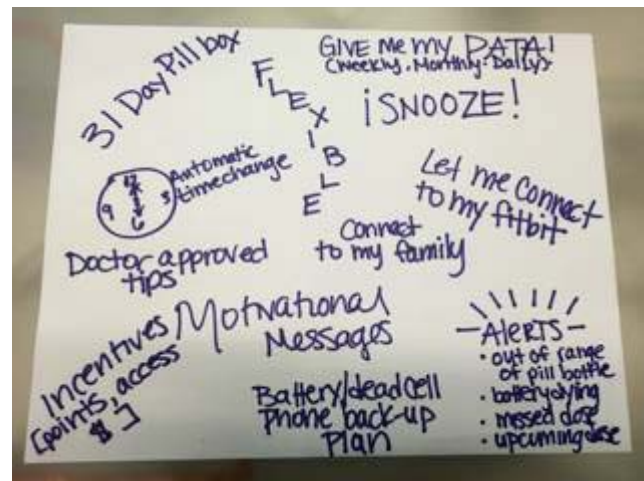 31 Day Pill box
FLEXIBLE
GIVE Me MY DATA!
(Weekly. Monthly. Daily)
¡SNOOZE!
12
3
6
9
Automatic
timechange
Let me connect
to my fitbit
Connect
to my family
Doctor approved
tips
Motivational
Messages
Incentives
[points, access
$]
Battery/dead Cell
Phone back-up
Plan
-AleRTS-
• out of range
of pill bottle
• battery dying
• missed dose
• upcuming dose